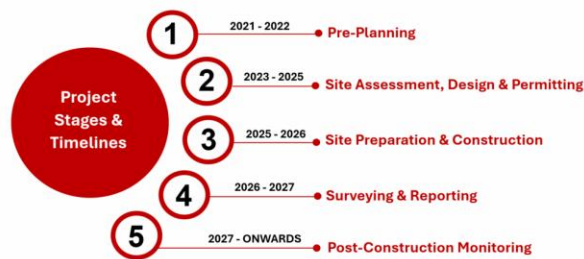 Project
Stages &
Timelines
1
2021 - 2022
Pre-Planning
2
2023 - 2025
Site Assessment, Design & Permitting
3
2025 - 2026
Site Preparation & Construction
4
2026 - 2027
Surveying & Reporting
5
2027 - ONWARDS
Post-Construction Monitoring